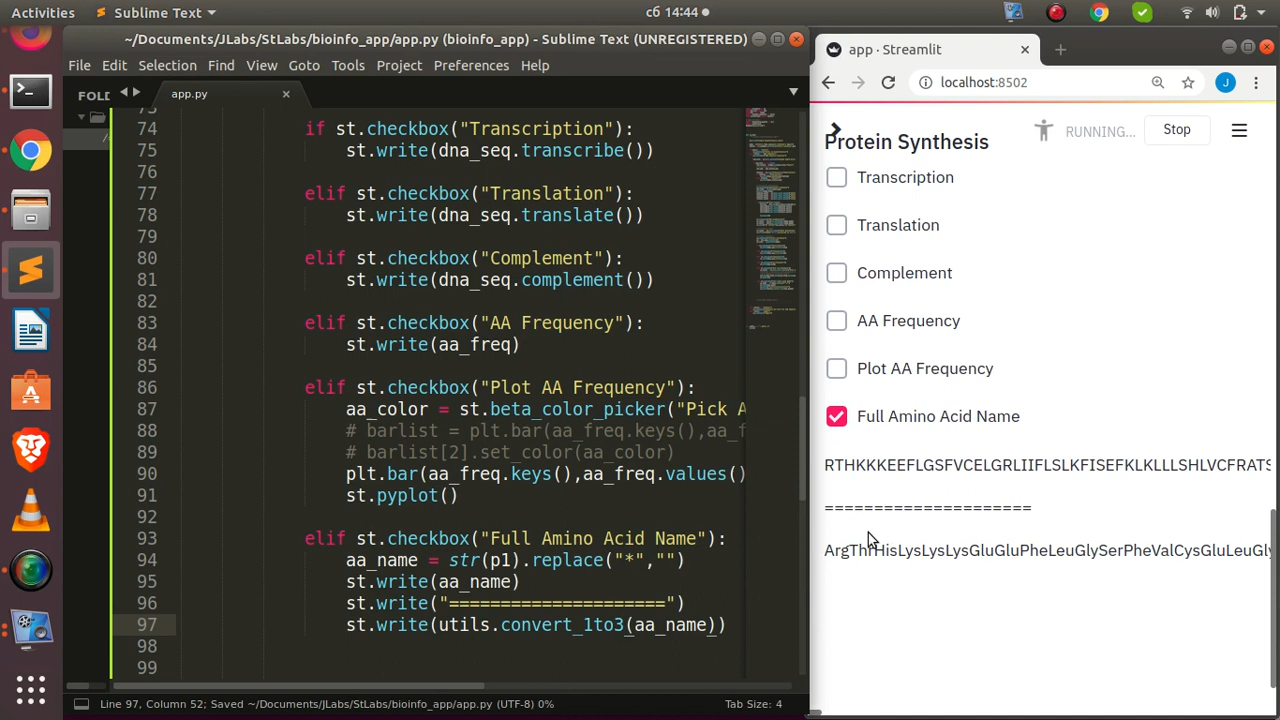 Activities
Sublime Text
сб 14:44
~/Documents/JLabs/StLabs/bioinfo_app/app.py (bioinfo_app) - Sublime Text (UNREGISTERED)
File Edit Selection Find View Goto Tools Project Preferences Help
FOLD
app.py
74 if st.checkbox("Transcription"):
75 st.write(dna_seq.transcribe())
76
77 elif st.checkbox("Translation"):
78 st.write(dna_seq.translate())
79
80 elif st.checkbox("Complement"):
81 st.write(dna_seq.complement())
82
83 elif st.checkbox("AA Frequency"):
84 st.write(aa_freq)
85
86 elif st.checkbox("Plot AA Frequency"):
87 aa_color = st.beta_color_picker("Pick A
88 # barlist = plt.bar(aa_freq.keys(),aa_f
89 # barlist[2].set_color(aa_color)
90 plt.bar(aa_freq.keys(),aa_freq.values()
91 st.pyplot()
92
93 elif st.checkbox("Full Amino Acid Name"):
94 aa_name = str(p1).replace("*","")
95 st.write(aa_name)
96 st.write("=====================")
97 st.write(utils.convert_1to3(aa_name))
98
99
Line 97, Column 52; Saved ~/Documents/JLabs/StLabs/bioinfo_app/app.py (UTF-8) 0%
Tab Size: 4
app · Streamlit
localhost:8502
J
RUNNING...
Stop
Protein Synthesis
Transcription
Translation
Complement
AA Frequency
Plot AA Frequency
Full Amino Acid Name
RTHKKKEEFLGSFVCELGRLIIFLSLKFISEFKLKLLLSHLVCFRATS
=====================
ArgThrHisLysLysLysGluGluPheLeuGlySerPheValCysGluLeuGly